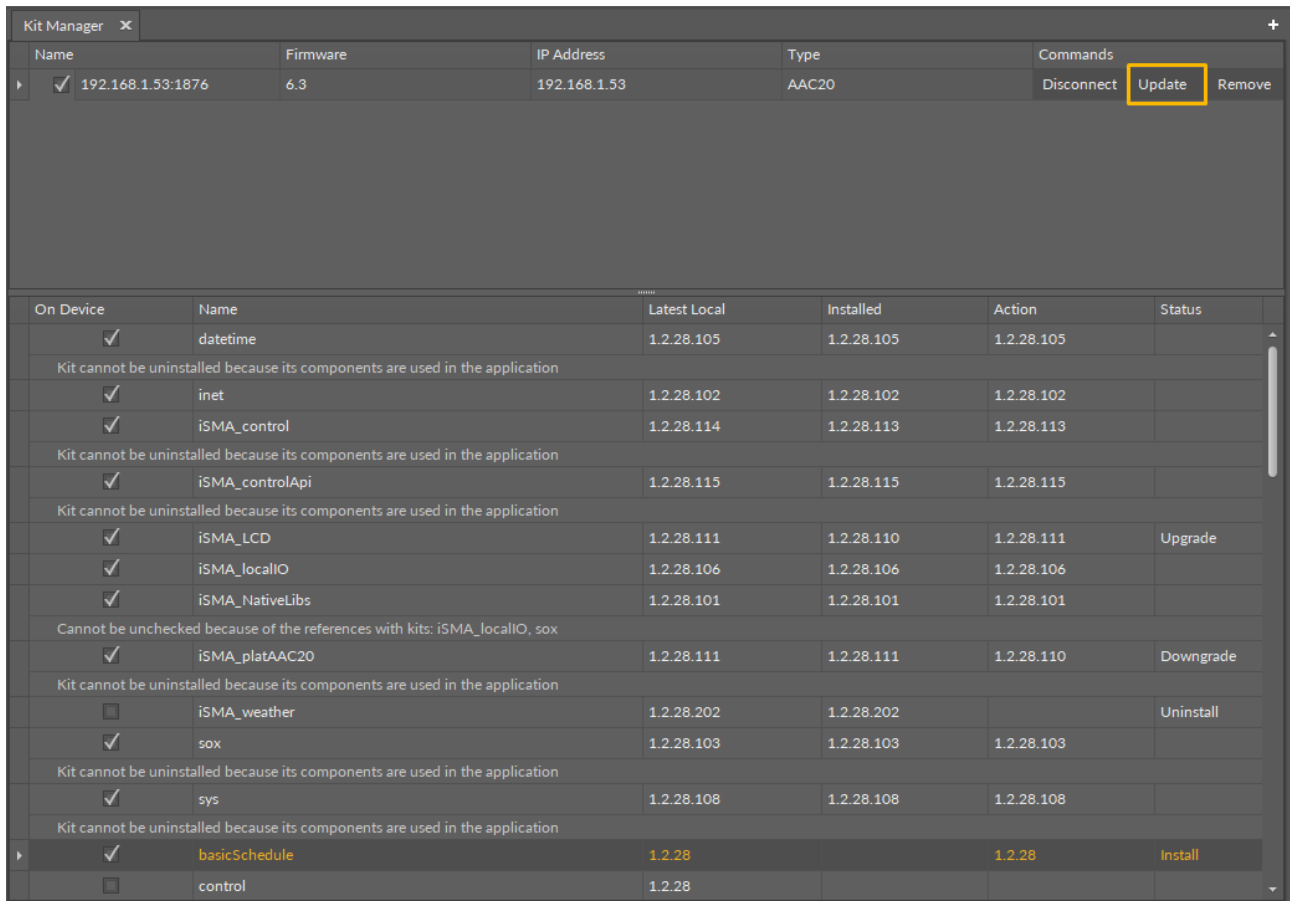 Kit Manager ×
+
Name Firmware IP Address Type Commands
192.168.1.53:1876 6.3 192.168.1.53 AAC20 Disconnect Update Remove
On Device Name Latest Local Installed Action Status
datetime 1.2.28.105 1.2.28.105 1.2.28.105
Kit cannot be uninstalled because its components are used in the application
inet 1.2.28.102 1.2.28.102 1.2.28.102
iSMA_control 1.2.28.114 1.2.28.113 1.2.28.113
Kit cannot be uninstalled because its components are used in the application
iSMA_controlApi 1.2.28.115 1.2.28.115 1.2.28.115
Kit cannot be uninstalled because its components are used in the application
iSMA_LCD 1.2.28.111 1.2.28.110 1.2.28.111 Upgrade
iSMA_localIO 1.2.28.106 1.2.28.106 1.2.28.106
iSMA_NativeLibs 1.2.28.101 1.2.28.101 1.2.28.101
Cannot be unchecked because of the references with kits: iSMA_localIO, sox
iSMA_platAAC20 1.2.28.111 1.2.28.111 1.2.28.110 Downgrade
Kit cannot be uninstalled because its components are used in the application
iSMA_weather 1.2.28.202 1.2.28.202 Uninstall
sox 1.2.28.103 1.2.28.103 1.2.28.103
Kit cannot be uninstalled because its components are used in the application
sys 1.2.28.108 1.2.28.108 1.2.28.108
Kit cannot be uninstalled because its components are used in the application
basicSchedule 1.2.28 1.2.28 Install
control 1.2.28